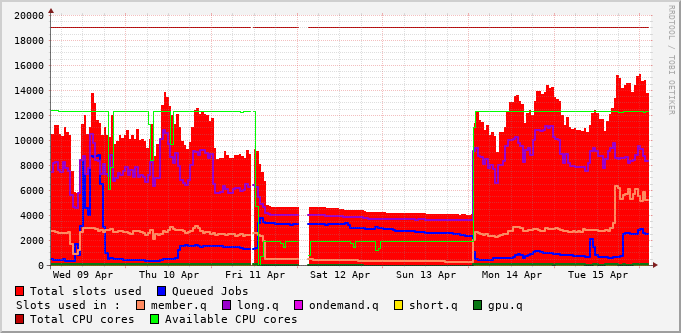 20000
18000
16000
14000
12000
10000
8000
6000
4000
2000
0
Wed 09 Apr Thu 10 Apr Fri 11 Apr Sat 12 Apr Sun 13 Apr Mon 14 Apr Tue 15 Apr
Total slots used Queued Jobs
Slots used in : member.q long.q ondemand.q short.q gpu.q
Total CPU cores Available CPU cores
RRDTOOL / TOBI OETIKER